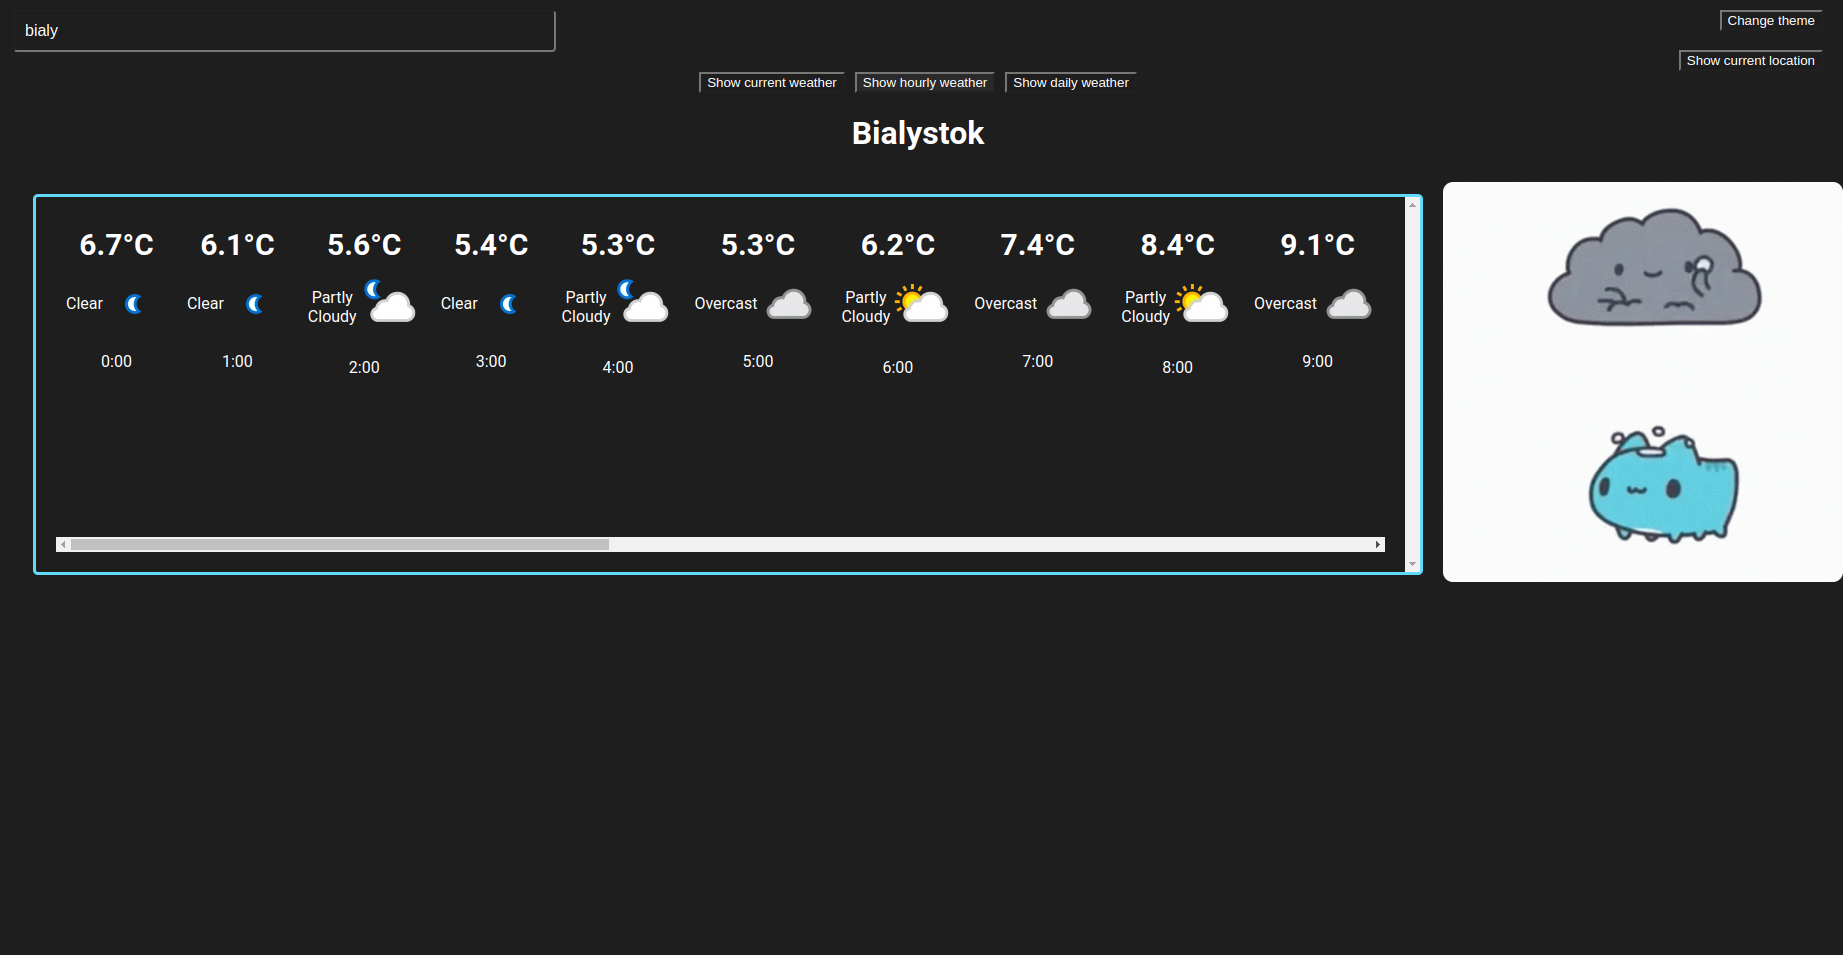 bialy
Change theme
Show current location
Show current weather Show hourly weather Show daily weather
Bialystok
6.7°C 6.1°C 5.6°C 5.4°C 5.3°C 5.3°C 6.2°C 7.4°C 8.4°C 9.1°C
Clear Clear Partly Cloudy Clear Partly Cloudy Overcast Partly Cloudy Overcast Partly Cloudy Overcast
0:00 1:00 2:00 3:00 4:00 5:00 6:00 7:00 8:00 9:00